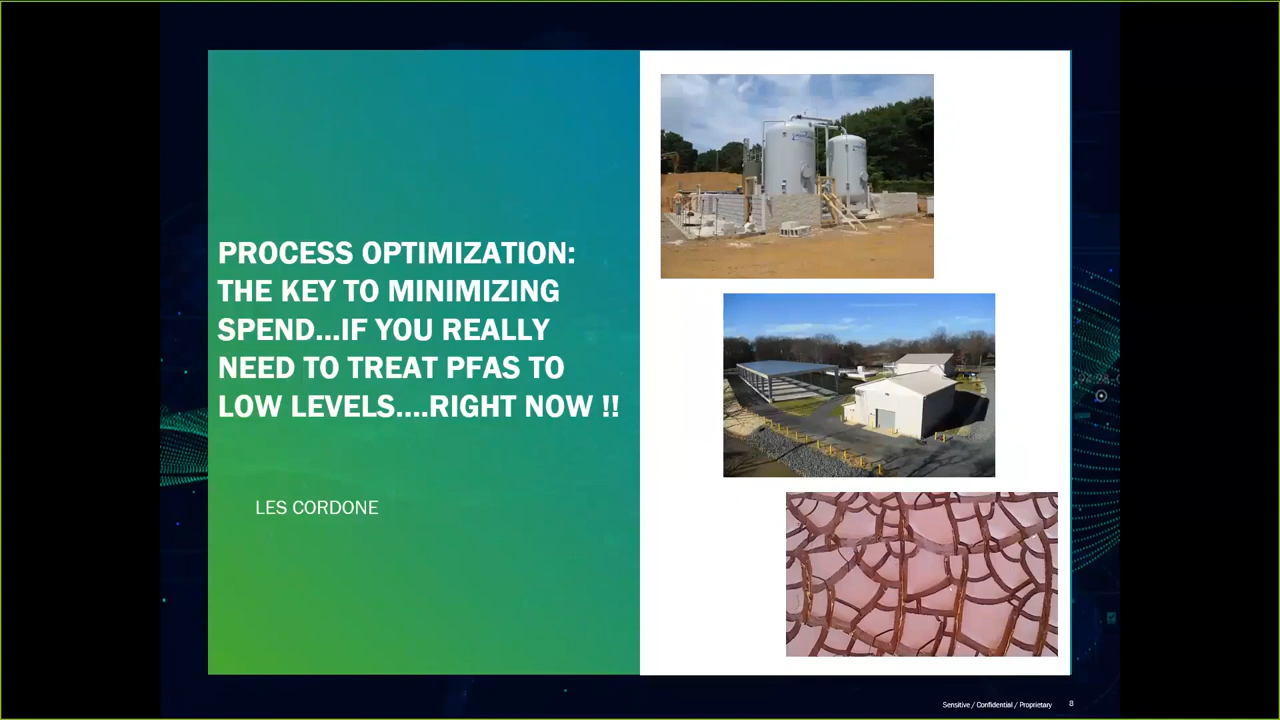 PROCESS OPTIMIZATION:
THE KEY TO MINIMIZING
SPEND...IF YOU REALLY
NEED TO TREAT PFAS TO
LOW LEVELS....RIGHT NOW !!
LES CORDONE
Sensitive / Confidential / Proprietary 8